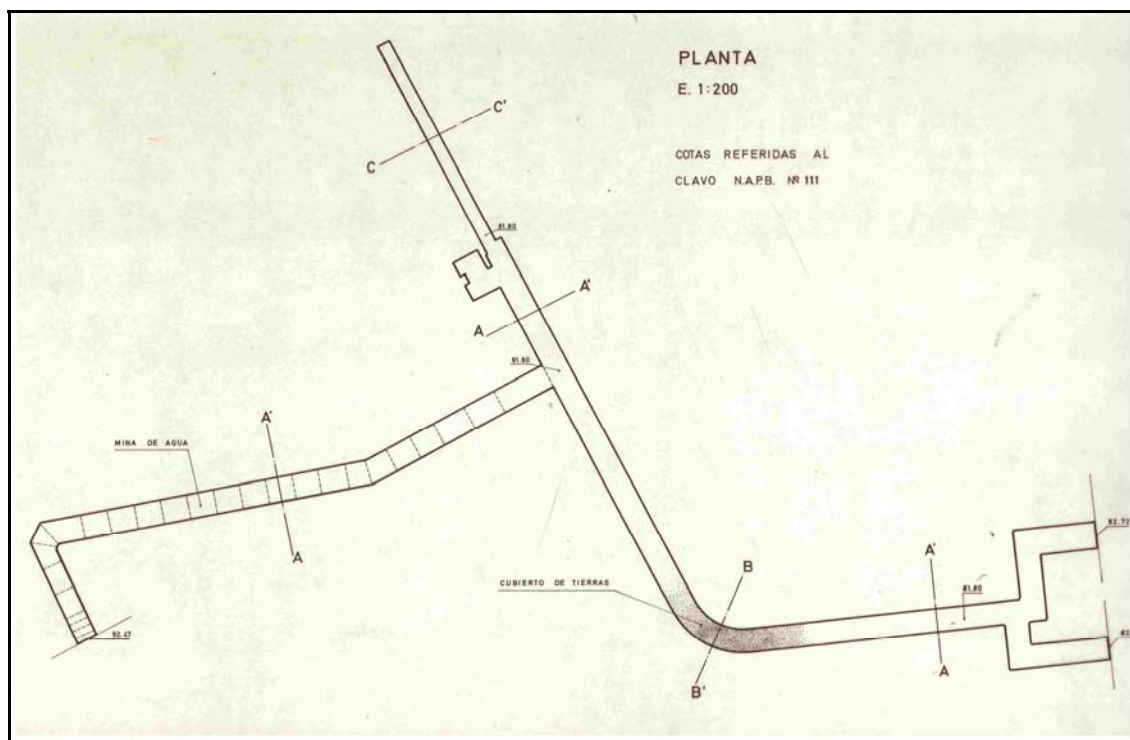 PLANTA
E. 1:200
C'
COTAS REFERIDAS AL
C
CLAVO N.A.P.B. Nº 111
81.80
A'
A
81.80
A'
MINA DE AGUA
82.72
A
B
A'
CUBIERTO DE TIERRAS
81.80
92.47
A
B'